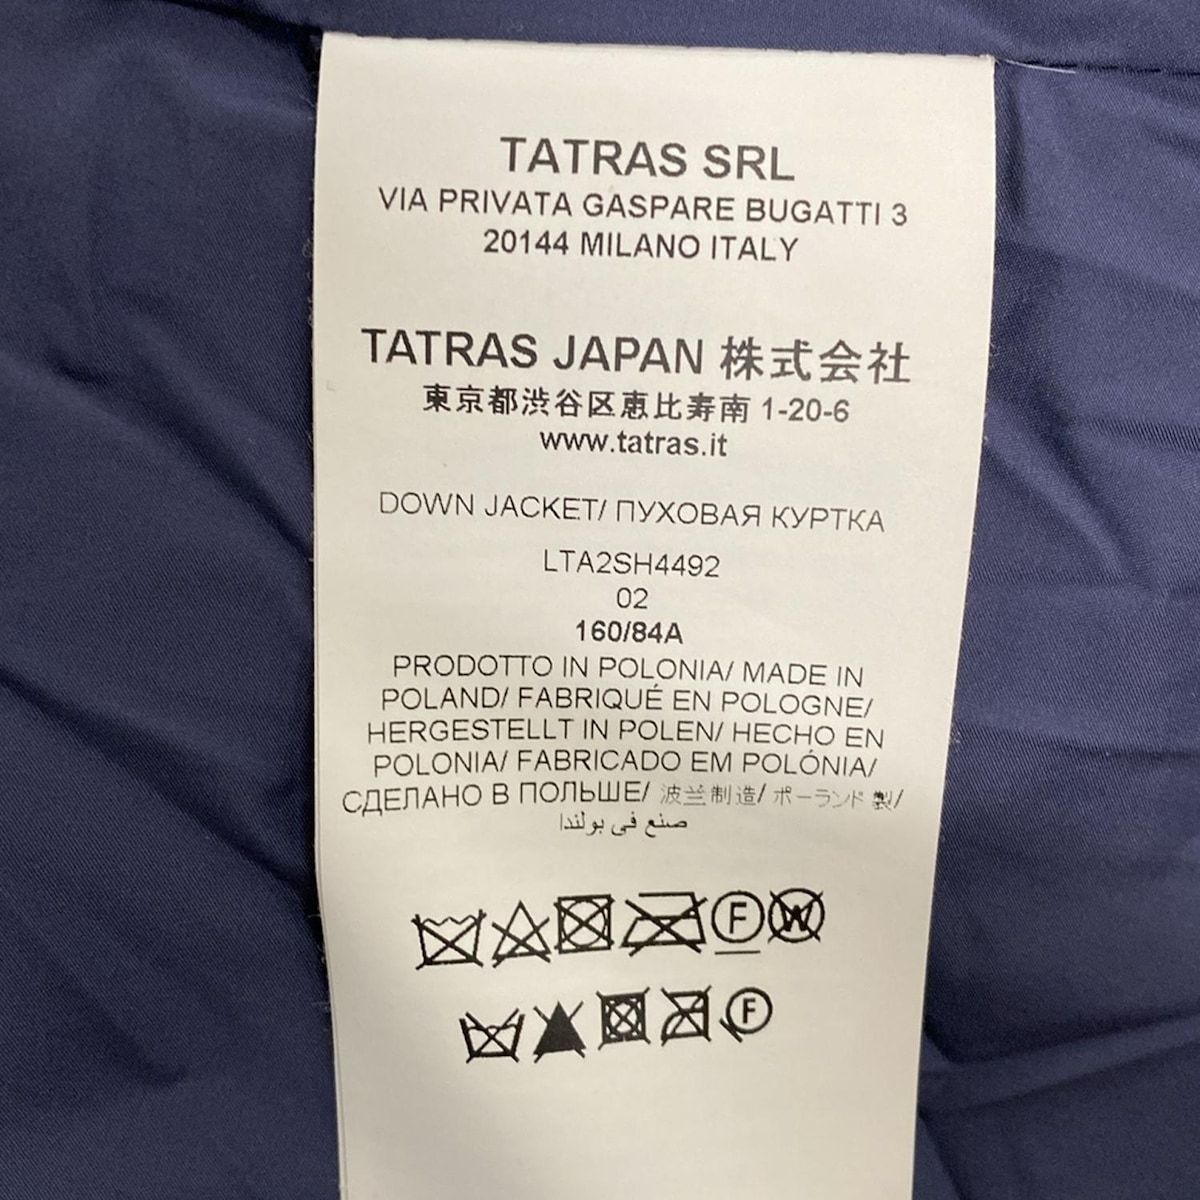 TATRAS SRL
VIA PRIVATA GASPARE BUGATTI 3
20144 MILANO ITALY
TATRAS JAPAN 株式会社
東京都渋谷区恵比寿南 1-20-6
www.tatras.it
DOWN JACKET/ ПУХОВАЯ КУРТКА
LTA2SH4492
02
160/84A
PRODOTTO IN POLONIA/ MADE IN
POLAND/ FABRIQUÉ EN POLOGNE/
HERGESTELLT IN POLEN/ HECHO EN
POLONIA/ FABRICADO EM POLÓNIA/
СДЕЛАНО В ПОЛЬШЕ/ 波兰制造/ ポーランド 製/
صنع في بولندا
F W
F